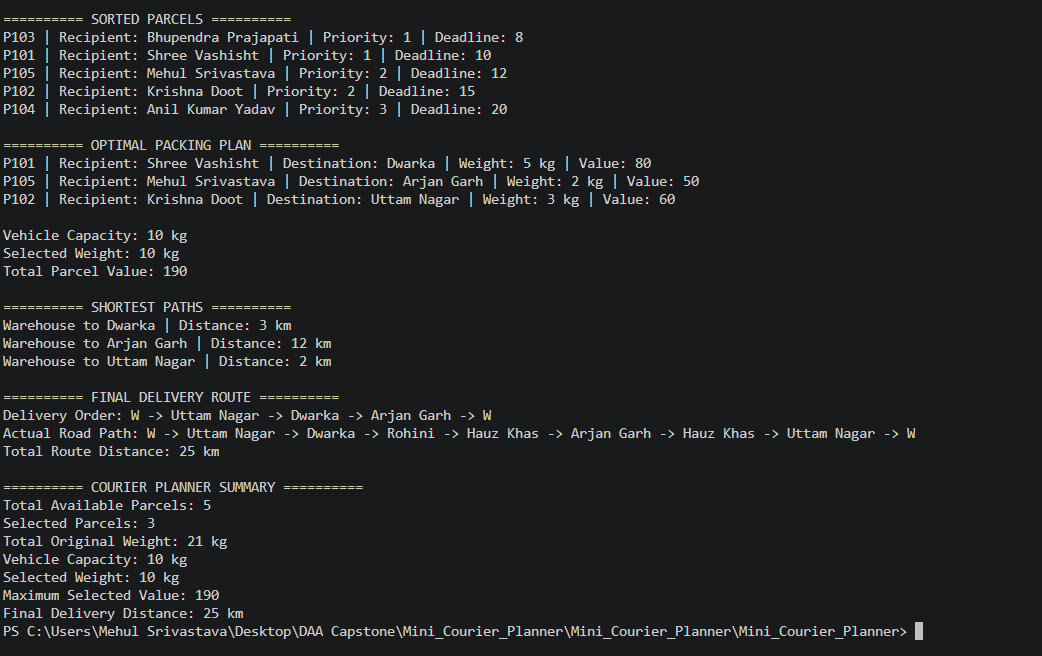 ========== SORTED PARCELS ==========
P103 | Recipient: Bhupendra Prajapati | Priority: 1 | Deadline: 8
P101 | Recipient: Shree Vashisht | Priority: 1 | Deadline: 10
P105 | Recipient: Mehul Srivastava | Priority: 2 | Deadline: 12
P102 | Recipient: Krishna Doot | Priority: 2 | Deadline: 15
P104 | Recipient: Anil Kumar Yadav | Priority: 3 | Deadline: 20

========== OPTIMAL PACKING PLAN ==========
P101 | Recipient: Shree Vashisht | Destination: Dwarka | Weight: 5 kg | Value: 80
P105 | Recipient: Mehul Srivastava | Destination: Arjan Garh | Weight: 2 kg | Value: 50
P102 | Recipient: Krishna Doot | Destination: Uttam Nagar | Weight: 3 kg | Value: 60

Vehicle Capacity: 10 kg
Selected Weight: 10 kg
Total Parcel Value: 190

========== SHORTEST PATHS ==========
Warehouse to Dwarka | Distance: 3 km
Warehouse to Arjan Garh | Distance: 12 km
Warehouse to Uttam Nagar | Distance: 2 km

========== FINAL DELIVERY ROUTE ==========
Delivery Order: W -> Uttam Nagar -> Dwarka -> Arjan Garh -> W
Actual Road Path: W -> Uttam Nagar -> Dwarka -> Rohini -> Hauz Khas -> Arjan Garh -> Hauz Khas -> Uttam Nagar -> W
Total Route Distance: 25 km

========== COURIER PLANNER SUMMARY ==========
Total Available Parcels: 5
Selected Parcels: 3
Total Original Weight: 21 kg
Vehicle Capacity: 10 kg
Selected Weight: 10 kg
Maximum Selected Value: 190
Final Delivery Distance: 25 km
PS C:\Users\Mehul Srivastava\Desktop\DAA Capstone\Mini_Courier_Planner\Mini_Courier_Planner\Mini_Courier_Planner>